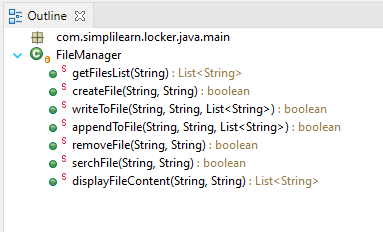 Outline
com.simplilearn.locker.java.main
FileManager
getFilesList(String) : List<String>
createFile(String, String) : boolean
writeToFile(String, String, List<String>) : boolean
appendToFile(String, String, List<String>) : boolean
removeFile(String, String) : boolean
serchFile(String, String) : boolean
displayFileContent(String, String) : List<String>